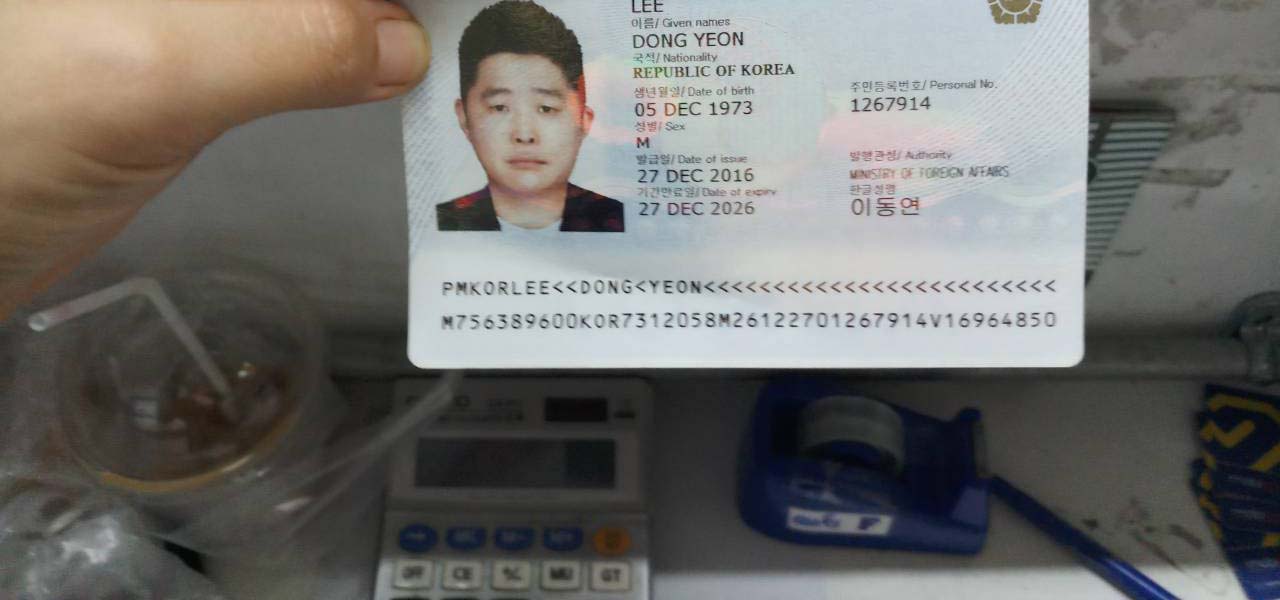 LEE
이름/ Given names
DONG YEON
국적/ Nationality
REPUBLIC OF KOREA
생년월일/ Date of birth
05 DEC 1973
주민등록번호/ Personal No.
1267914
성별/ Sex
M
발급일/ Date of issue
27 DEC 2016
발행관청/ Authority
MINISTRY OF FOREIGN AFFAIRS
기간만료일/ Date of expiry
27 DEC 2026
한글성명
이동연
PMKORLEE<<DONG<YEON<<<<<<<<<<<<<<<<<<<<<<<<<
M756389600KOR7312058M26122701267914V16964850
CE
MU
GT